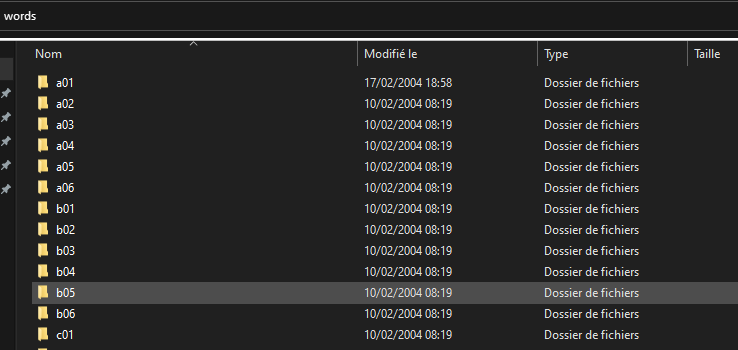 words
Nom Modifié le Type Taille
a01 17/02/2004 18:58 Dossier de fichiers
a02 10/02/2004 08:19 Dossier de fichiers
a03 10/02/2004 08:19 Dossier de fichiers
a04 10/02/2004 08:19 Dossier de fichiers
a05 10/02/2004 08:19 Dossier de fichiers
a06 10/02/2004 08:19 Dossier de fichiers
b01 10/02/2004 08:19 Dossier de fichiers
b02 10/02/2004 08:19 Dossier de fichiers
b03 10/02/2004 08:19 Dossier de fichiers
b04 10/02/2004 08:19 Dossier de fichiers
b05 10/02/2004 08:19 Dossier de fichiers
b06 10/02/2004 08:19 Dossier de fichiers
c01 10/02/2004 08:19 Dossier de fichiers